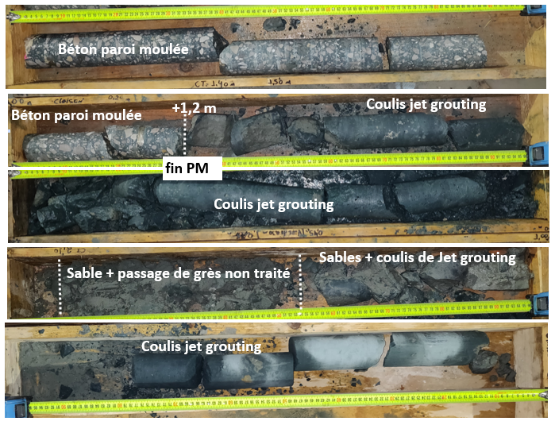 Béton paroi moulée
Béton paroi moulée
+1,2 m
Coulis jet grouting
fin PM
Coulis jet grouting
Sable + passage de grès non traité
Sables + coulis de Jet grouting
Coulis jet grouting